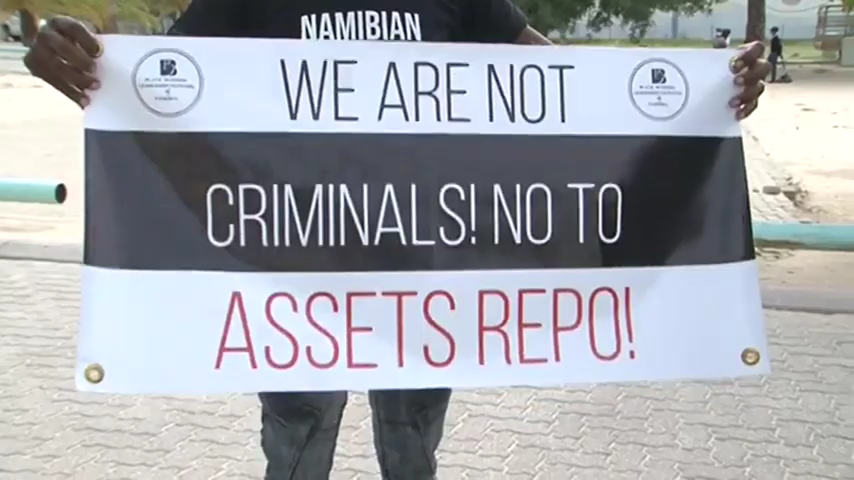 NAMIBIAN
WE ARE NOT
CRIMINALS! NO TO
ASSETS REPO!